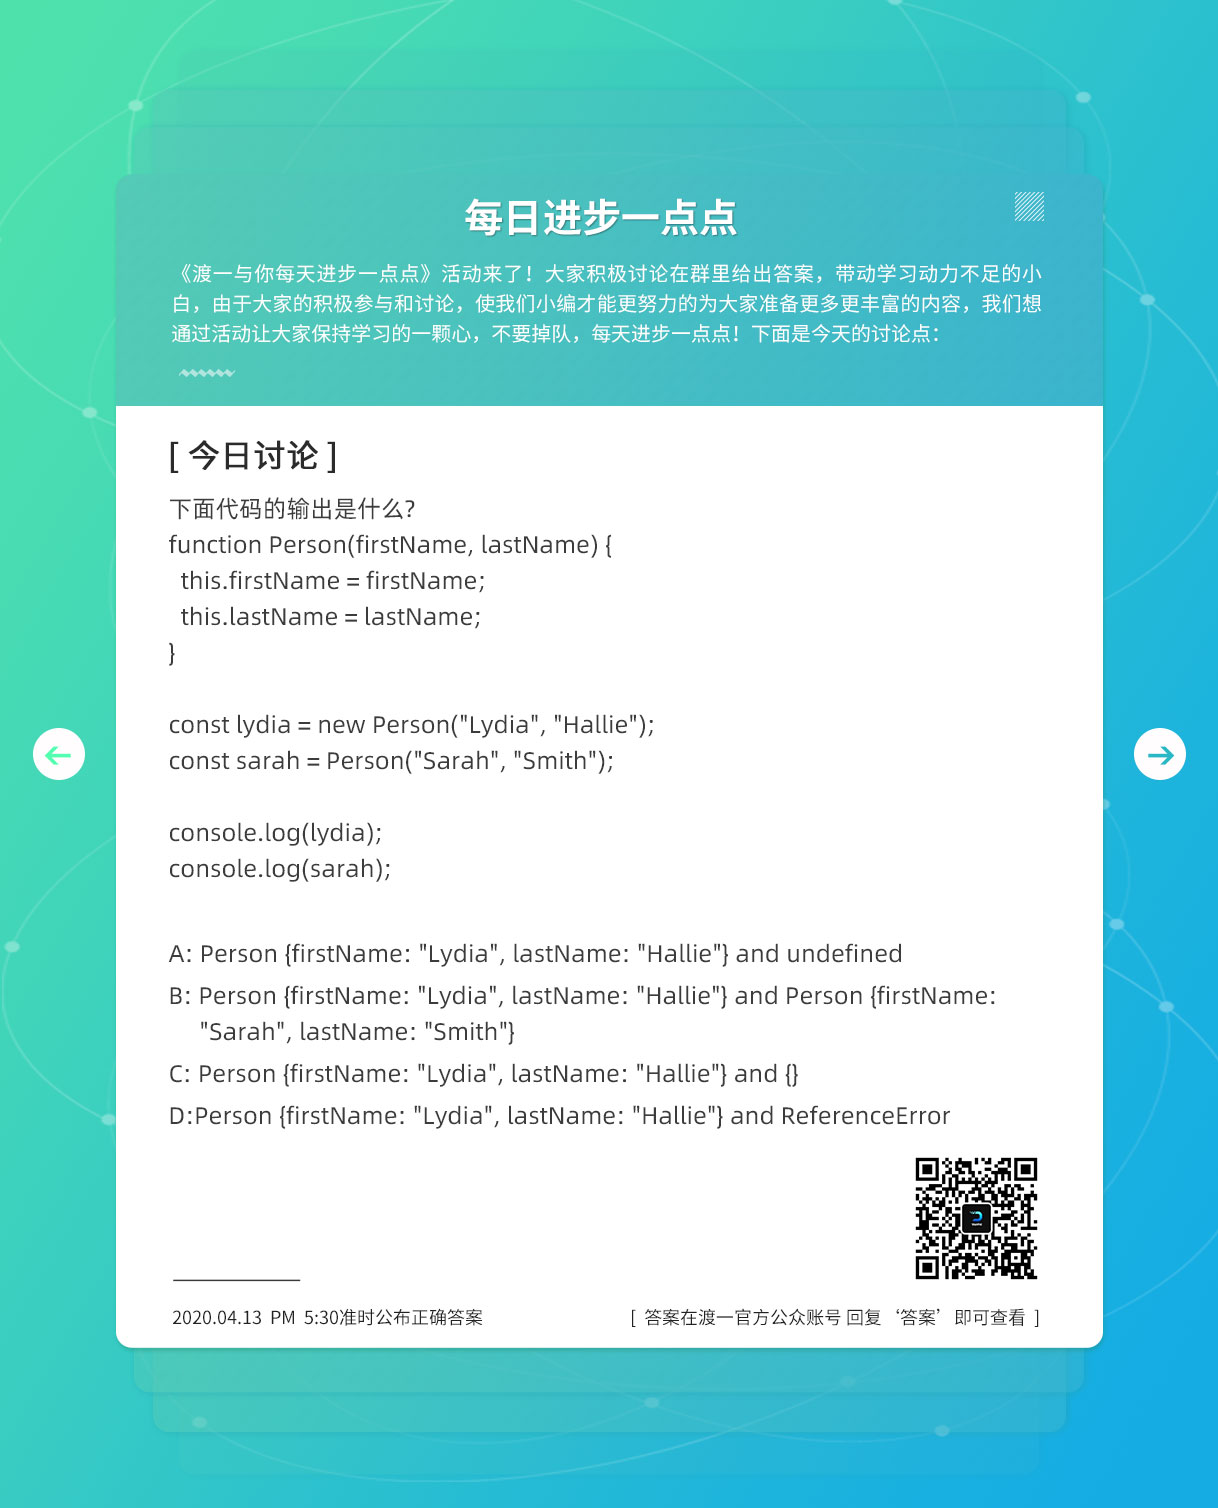 每日进步一点点
《渡一与你每天进步一点点》活动来了！大家积极讨论在群里给出答案，带动学习动力不足的小
白，由于大家的积极参与和讨论，使我们小编才能更努力的为大家准备更多更丰富的内容，我们想
通过活动让大家保持学习的一颗心，不要掉队，每天进步一点点！下面是今天的讨论点：
[ 今日讨论 ]
下面代码的输出是什么?
function Person(firstName, lastName) {
  this.firstName = firstName;
  this.lastName = lastName;
}
const lydia = new Person("Lydia", "Hallie");
const sarah = Person("Sarah", "Smith");
console.log(lydia);
console.log(sarah);
A: Person {firstName: "Lydia", lastName: "Hallie"} and undefined
B: Person {firstName: "Lydia", lastName: "Hallie"} and Person {firstName:
"Sarah", lastName: "Smith"}
C: Person {firstName: "Lydia", lastName: "Hallie"} and {}
D:Person {firstName: "Lydia", lastName: "Hallie"} and ReferenceError
2020.04.13 PM 5:30准时公布正确答案
[ 答案在渡一官方公众账号 回复‘答案’即可查看 ]